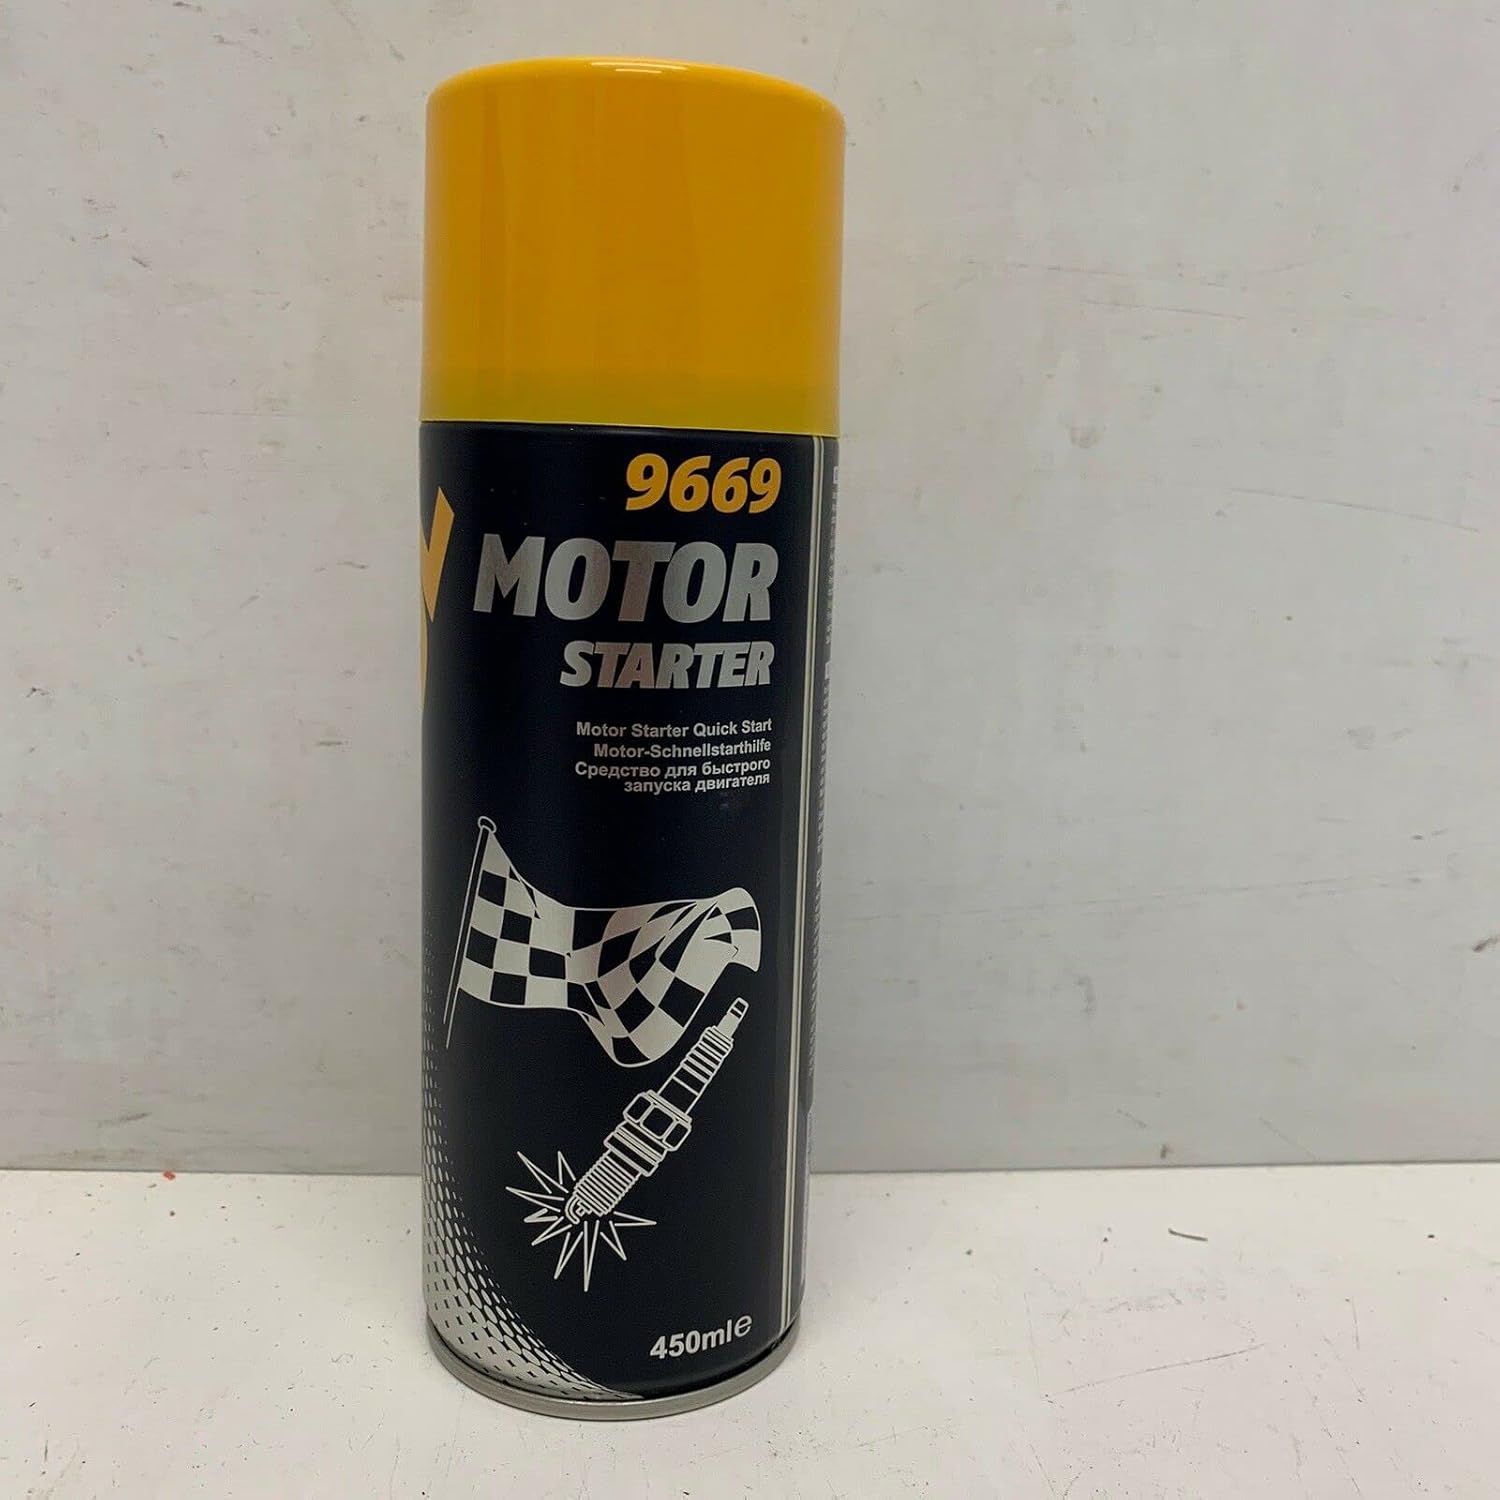 9669
MOTOR
STARTER
Motor Starter Quick Start
Motor-Schnellstarthilfe
Средство для быстрого
запуска двигателя
450ml e